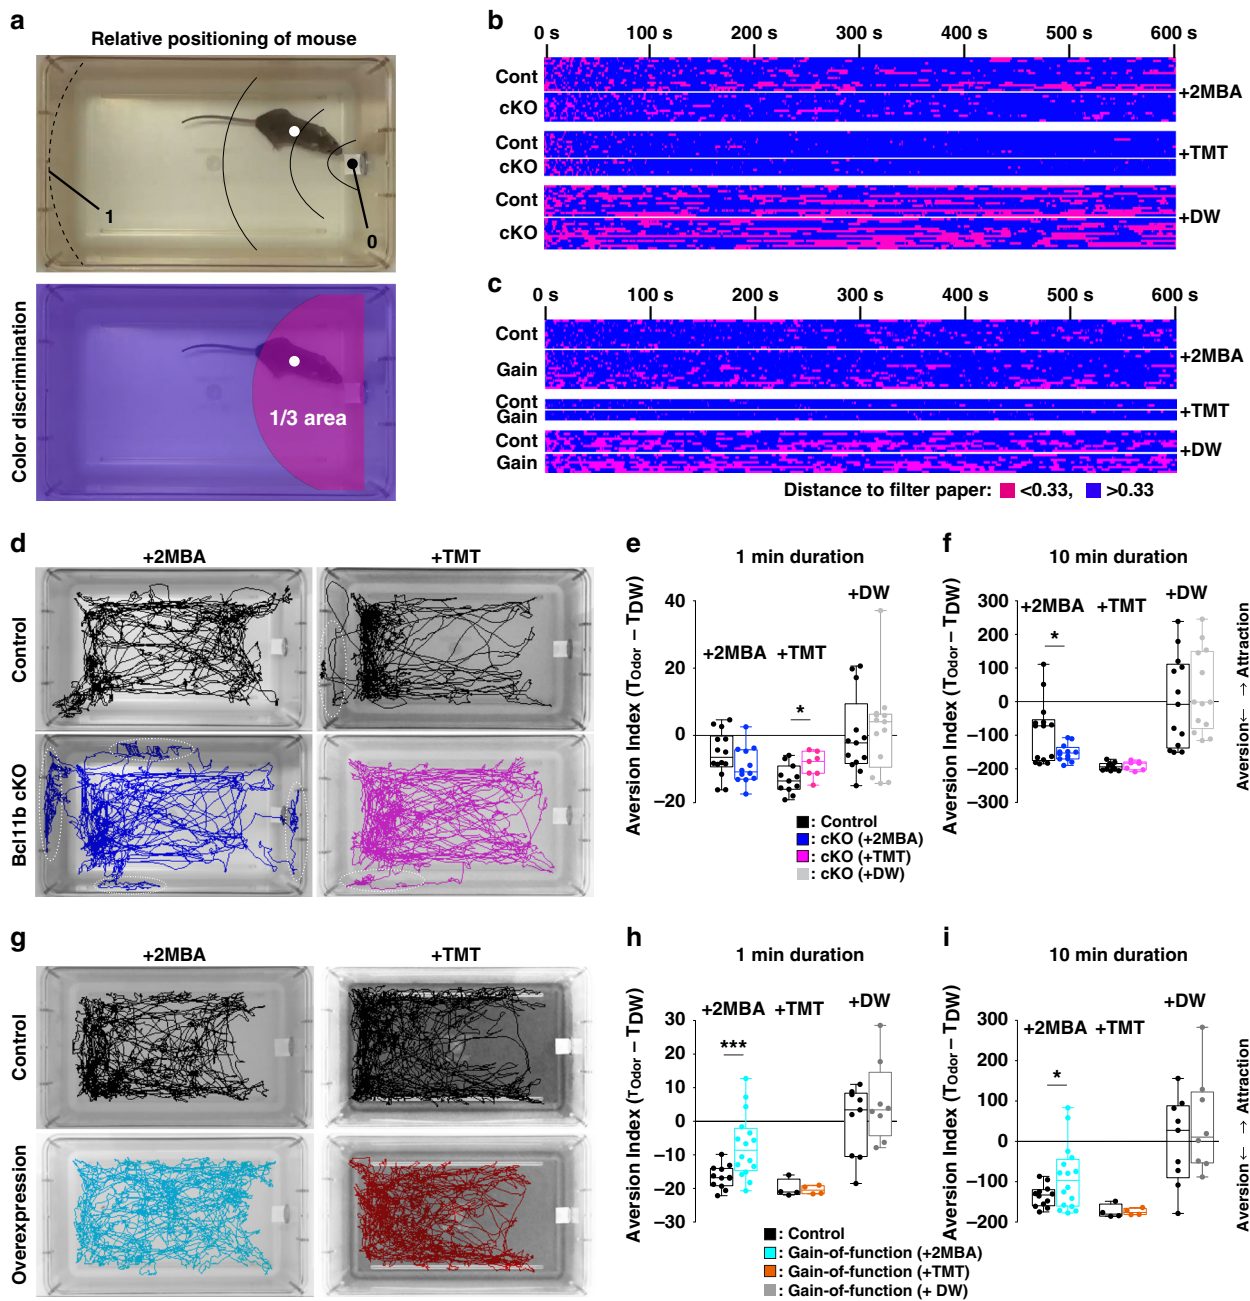 a
Relative positioning of mouse
1
0
Color discrimination
1/3 area
b
0 s 100 s 200 s 300 s 400 s 500 s 600 s
Cont
cKO
+2MBA
Cont
cKO
+TMT
Cont
cKO
+DW
c
0 s 100 s 200 s 300 s 400 s 500 s 600 s
Cont
Gain
+2MBA
Cont
Gain
+TMT
Cont
Gain
+DW
Distance to filter paper: <0.33, >0.33
d
+2MBA +TMT
Control
Bcl11b cKO
e
1 min duration
Aversion Index (TOdor – TDW)
40
20
0
–20
+2MBA
+TMT
+DW
*
: Control
: cKO (+2MBA)
: cKO (+TMT)
: cKO (+DW)
f
10 min duration
Aversion Index (TOdor – TDW)
300
200
100
0
–100
–200
–300
+2MBA
+TMT
+DW
*
Aversion← → Attraction
g
+2MBA +TMT
Control
Overexpression
h
1 min duration
Aversion Index (TOdor – TDW)
30
20
10
0
–10
–20
–30
+2MBA +TMT
+DW
***
: Control
: Gain-of-function (+2MBA)
: Gain-of-function (+TMT)
: Gain-of-function (+ DW)
i
10 min duration
Aversion Index (TOdor – TDW)
300
200
100
0
–100
–200
+2MBA
+TMT
+DW
*
Aversion← → Attraction